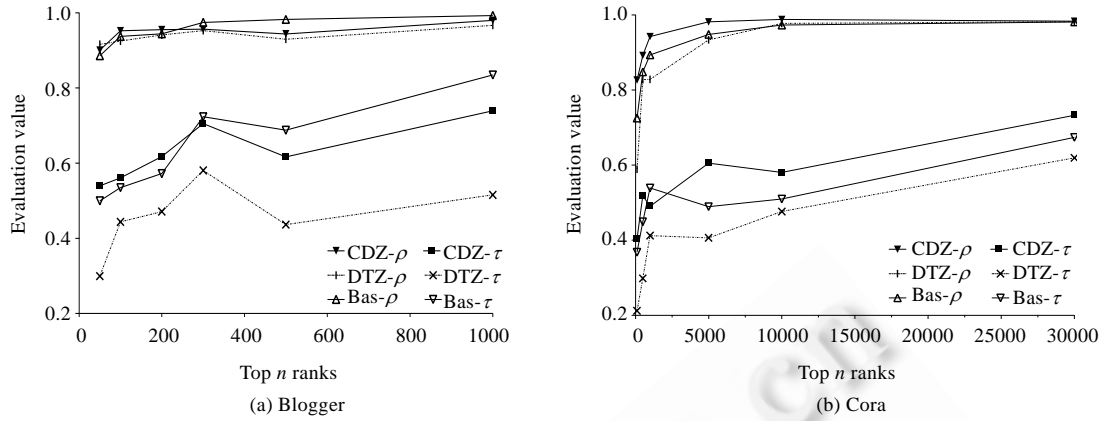 1.0
0.8
0.6
0.4
0.2
Evaluation value
CDZ-ρ
CDZ-τ
DTZ-ρ
DTZ-τ
Bas-ρ
Bas-τ
0 200 400 600 800 1000
Top n ranks
(a) Blogger
1.0
0.8
0.6
0.4
0.2
Evaluation value
CDZ-ρ
CDZ-τ
DTZ-ρ
DTZ-τ
Bas-ρ
Bas-τ
0 5000 10000 15000 20000 25000 30000
Top n ranks
(b) Cora